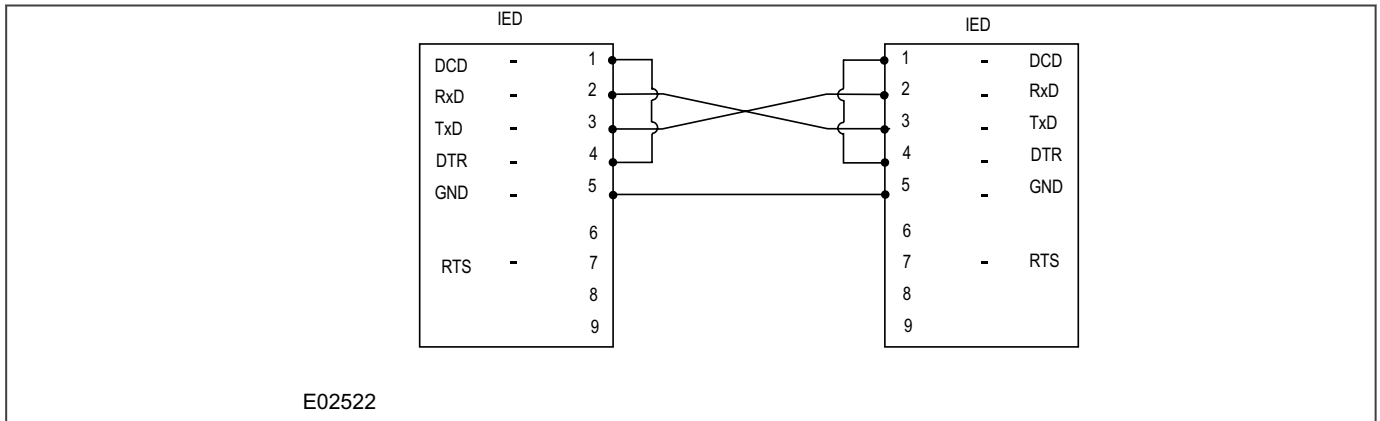 IED IED
DCD - 1 1 - DCD
RxD - 2 2 - RxD
TxD - 3 3 - TxD
DTR - 4 4 - DTR
GND - 5 5 - GND
6 6
RTS - 7 7 - RTS
8 8
9 9
E02522